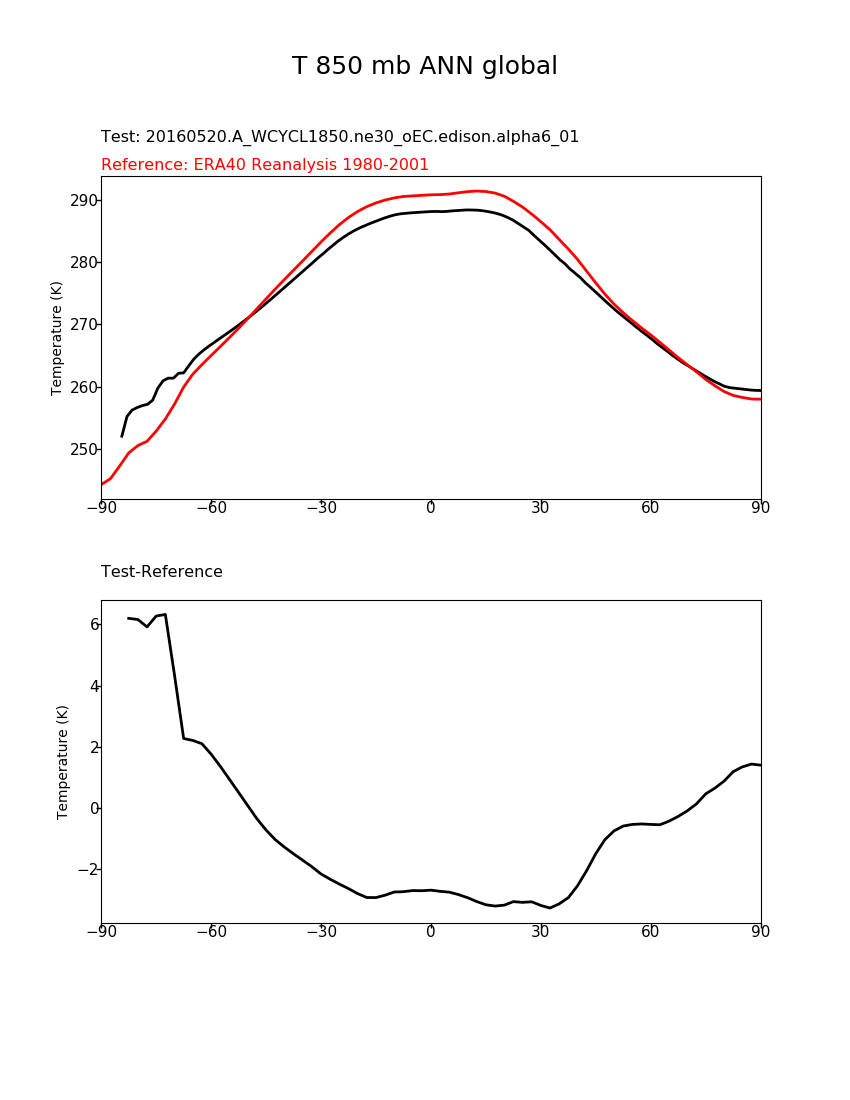 T 850 mb ANN global
Test: 20160520.A_WCYCL1850.ne30_oEC.edison.alpha6_01
Reference: ERA40 Reanalysis 1980-2001
290
280
270
260
250
Temperature (K)
−90 −60 −30 0 30 60 90
Test-Reference
6
4
2
0
−2
Temperature (K)
−90 −60 −30 0 30 60 90